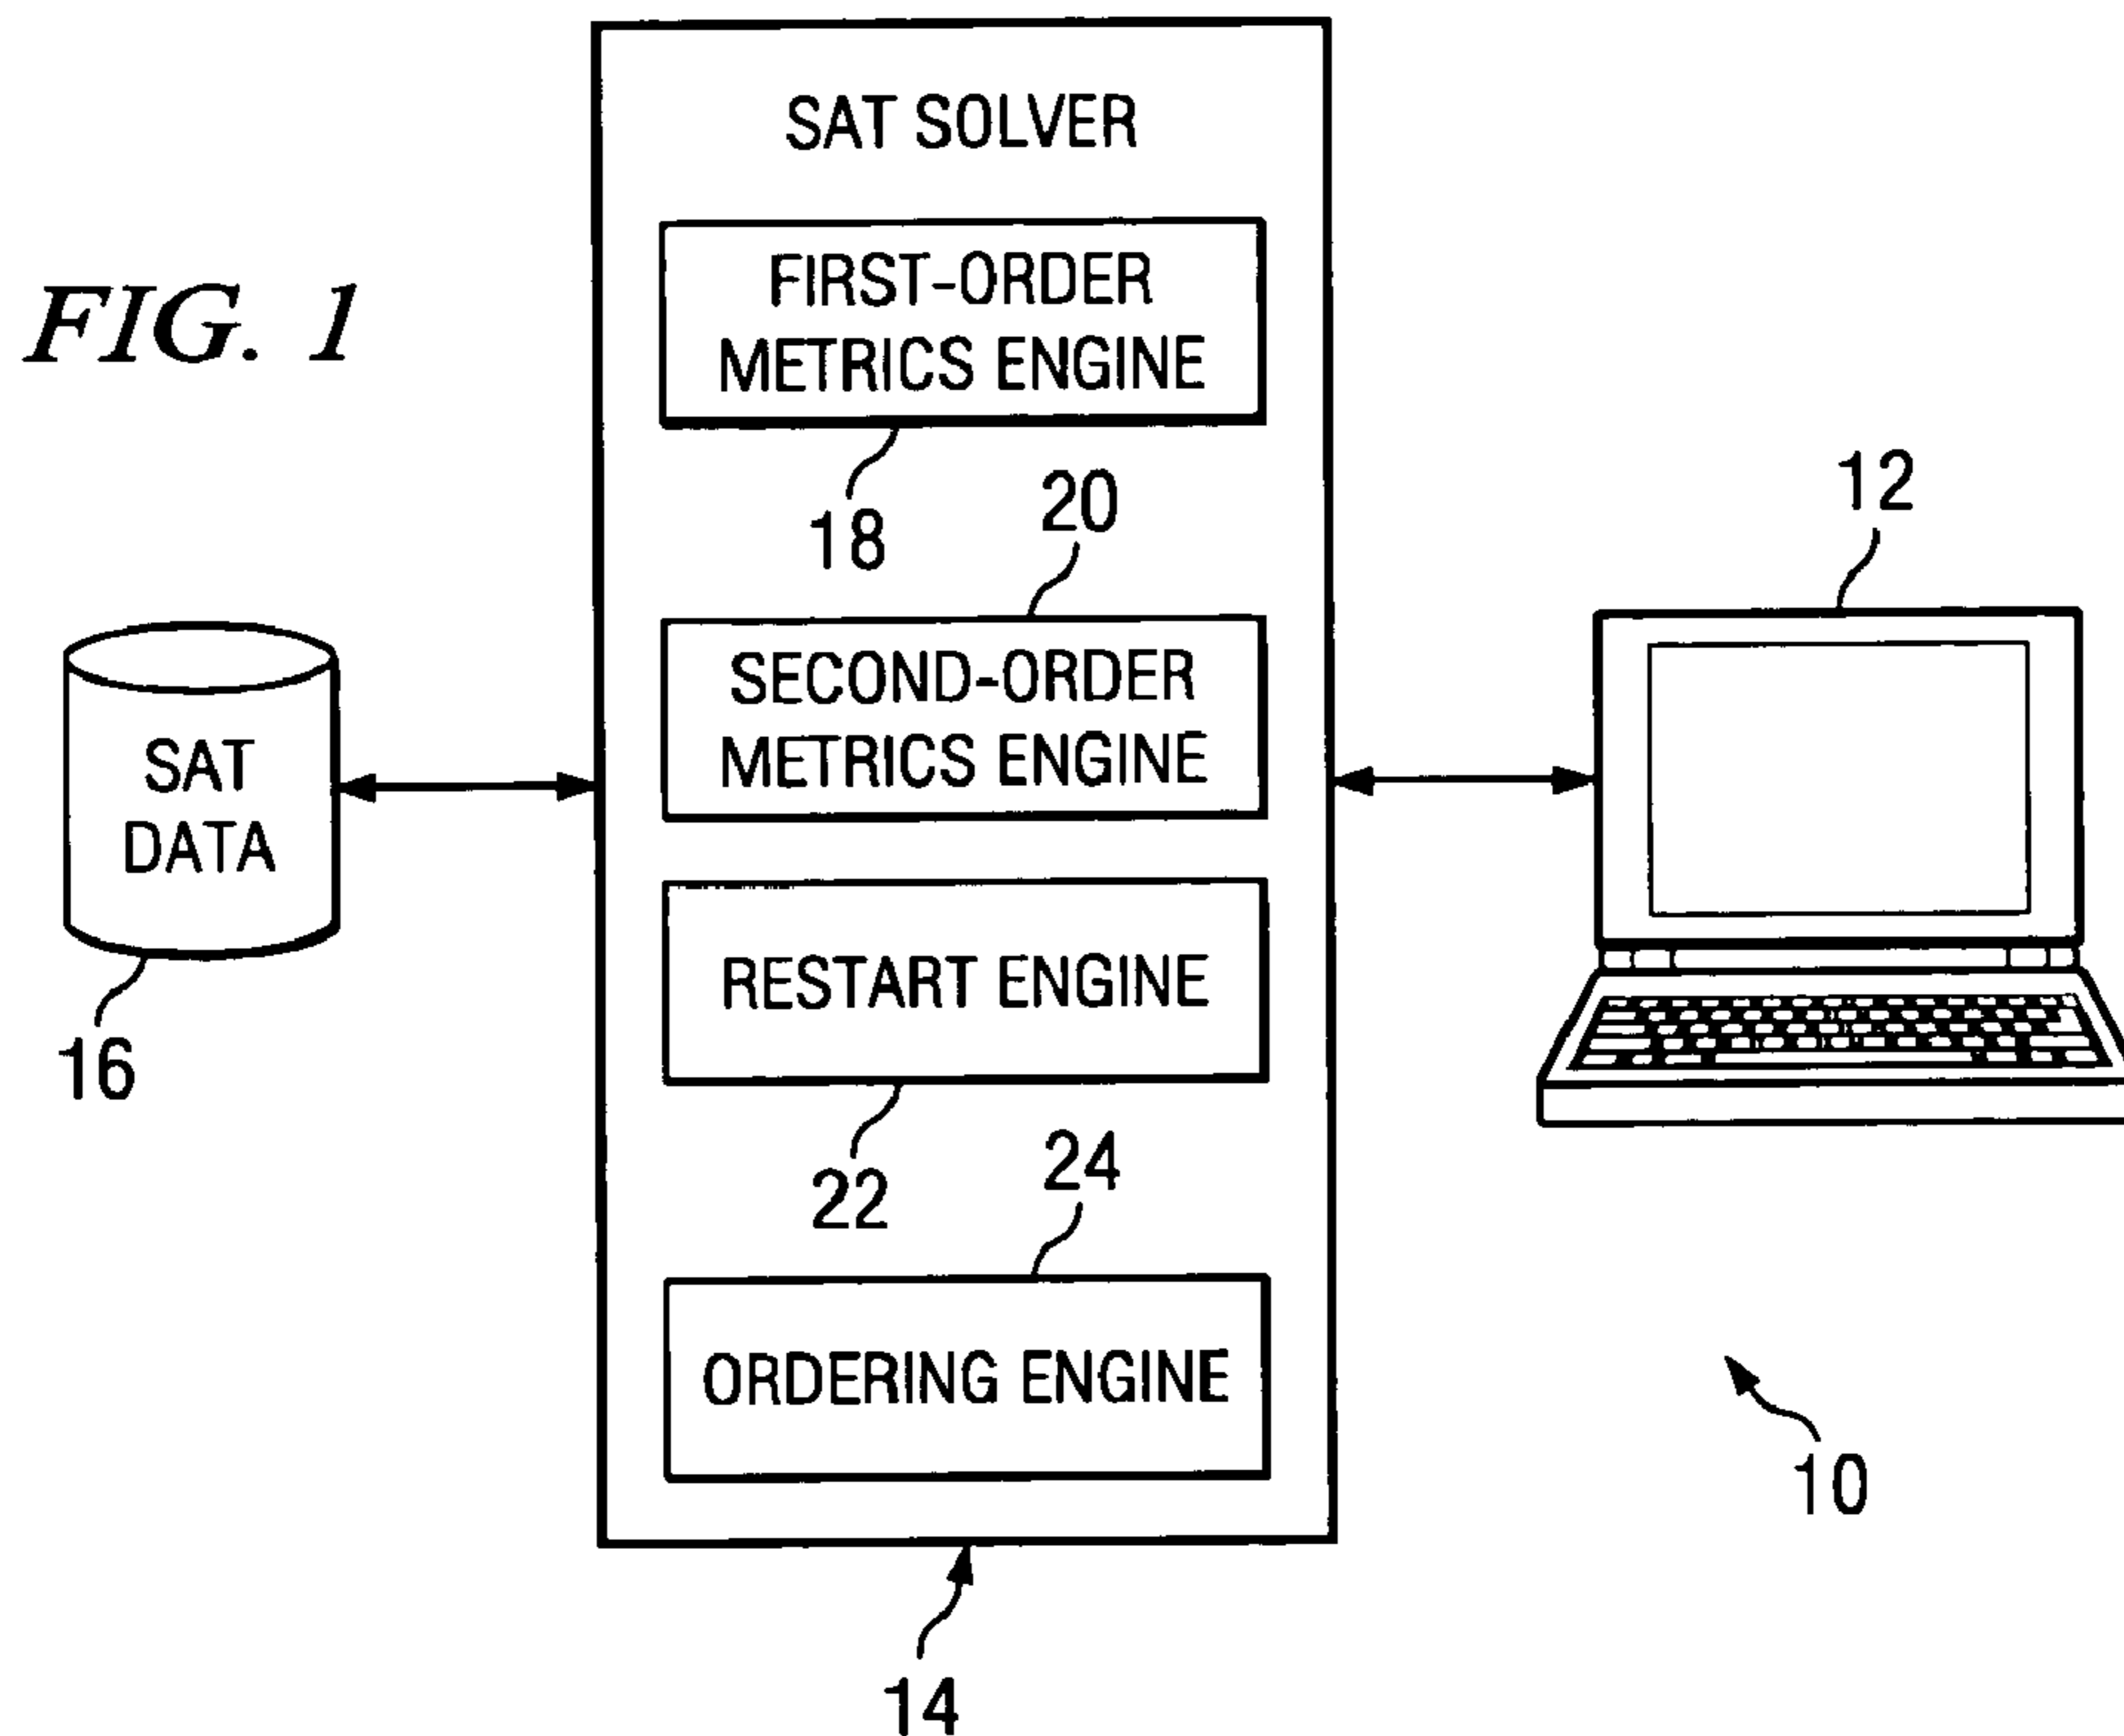 FIG. 1
SAT SOLVER
FIRST-ORDER
METRICS ENGINE
18
20
SECOND-ORDER
METRICS ENGINE
RESTART ENGINE
22
24
ORDERING ENGINE
14
SAT
DATA
16
12
10